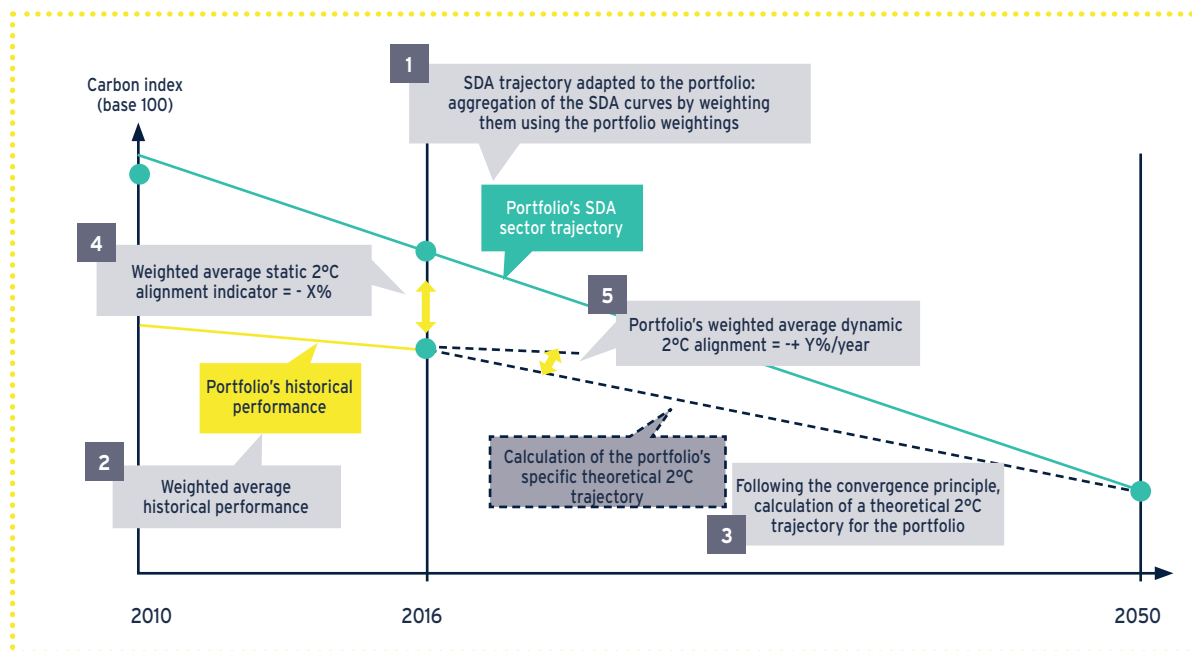 Carbon index
(base 100)
1
SDA trajectory adapted to the portfolio:
aggregation of the SDA curves by weighting
them using the portfolio weightings
Portfolio's SDA
sector trajectory
4
Weighted average static 2°C
alignment indicator = - X%
5
Portfolio's weighted average dynamic
2°C alignment = -+ Y%/year
Portfolio's historical
performance
2
Weighted average
historical performance
Calculation of the portfolio's
specific theoretical 2°C
trajectory
Following the convergence principle,
calculation of a theoretical 2°C
trajectory for the portfolio
3
2010
2016
2050